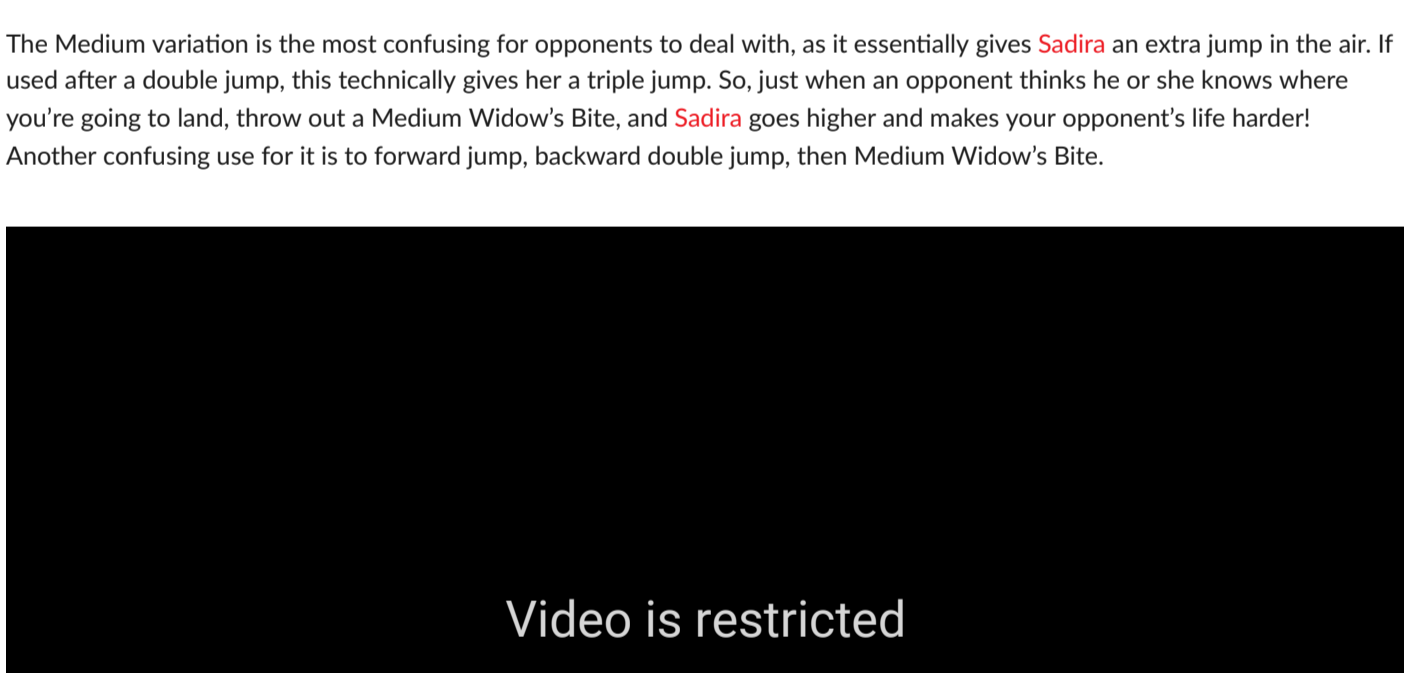 The Medium variation is the most confusing for opponents to deal with, as it essentially gives Sadira an extra jump in the air. If
used after a double jump, this technically gives her a triple jump. So, just when an opponent thinks he or she knows where
you’re going to land, throw out a Medium Widow’s Bite, and Sadira goes higher and makes your opponent’s life harder!
Another confusing use for it is to forward jump, backward double jump, then Medium Widow’s Bite.
Video is restricted